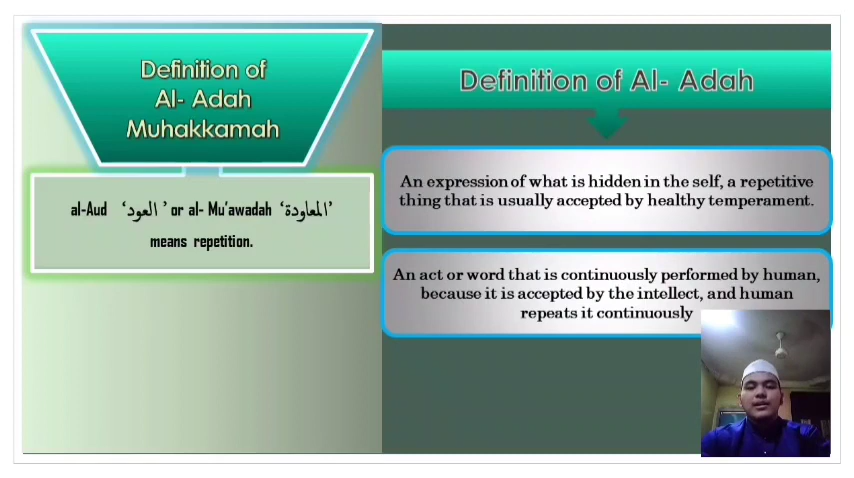 Definition of
Al- Adah
Muhakkamah
al-Aud ‘العود’ or al- Mu'awadah ‘المعاودة’
means repetition.
Definition of Al- Adah
An expression of what is hidden in the self, a repetitive
thing that is usually accepted by healthy temperament.
An act or word that is continuously performed by human,
because it is accepted by the intellect, and human
repeats it continuously